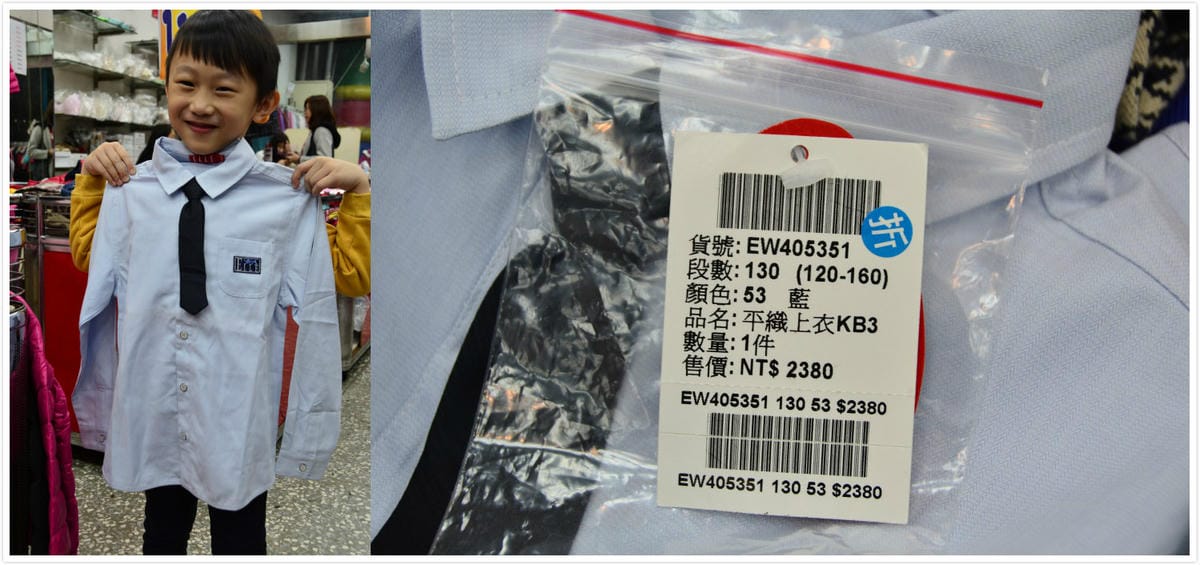 折
貨號: EW405351
段數: 130 (120-160)
顏色: 53 藍
品名: 平織上衣KB3
數量: 1件
售價: NT$ 2380
EW405351 130 53 $2380
EW405351 130 53 $2380